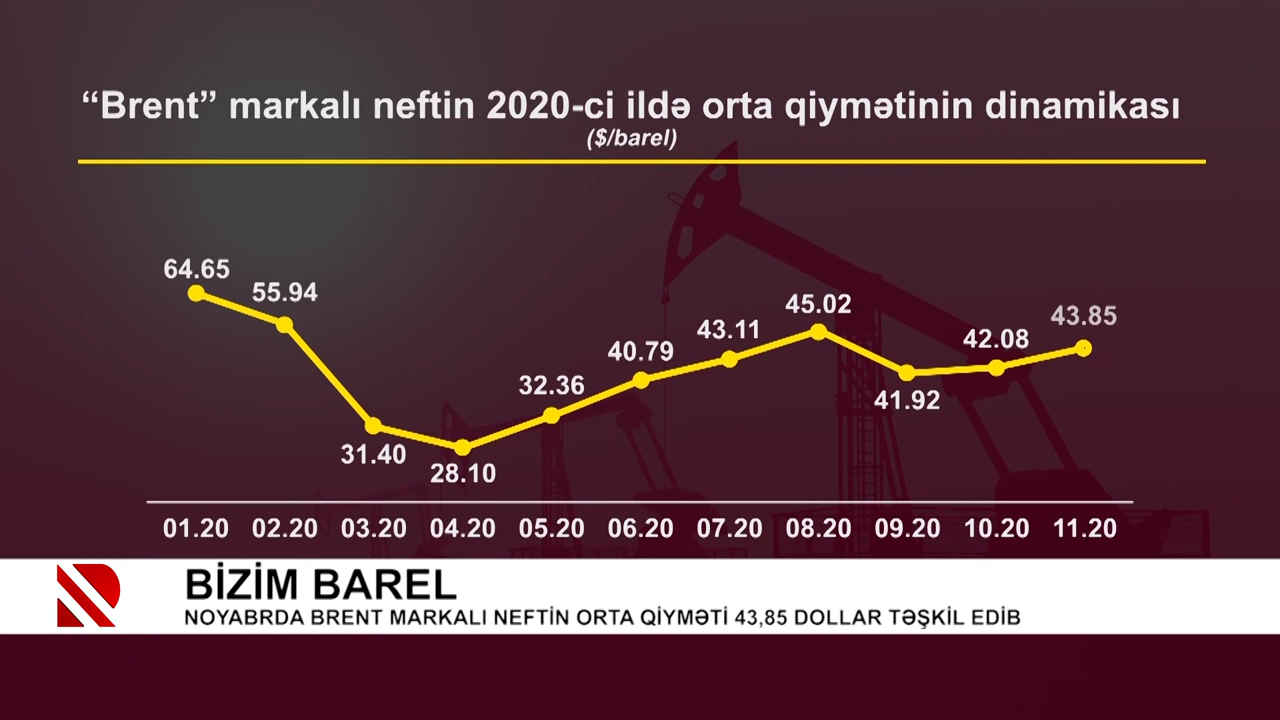 “Brent” markalı neftin 2020-ci ildə orta qiymətinin dinamikası
($/barel)
64.65
55.94
31.40
28.10
32.36
40.79
43.11
45.02
41.92
42.08
43.85
01.20 02.20 03.20 04.20 05.20 06.20 07.20 08.20 09.20 10.20 11.20
BİZİM BAREL
NOYABRDA BRENT MARKALI NEFTİN ORTA QİYMƏTİ 43,85 DOLLAR TƏŞKİL EDİB